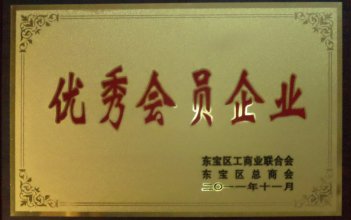 优秀会员企业
东宝区工商业联合会
东宝区总商会
二〇一一年十一月